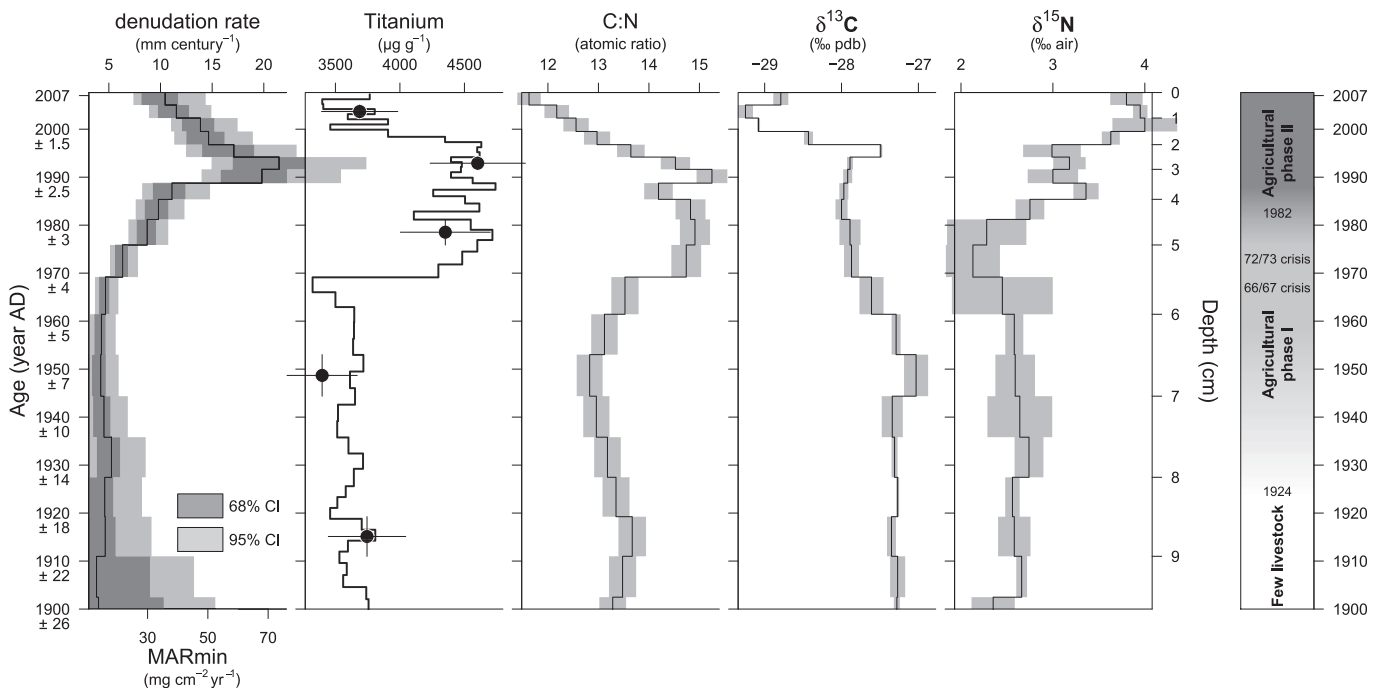 denudation rate
(mm century⁻¹)
5 10 15 20
Titanium
(µg g⁻¹)
3500 4000 4500
C:N
(atomic ratio)
12 13 14 15
δ¹³C
(‰ pdb)
−29 −28 −27
δ¹⁵N
(‰ air)
2 3 4
Age (year AD)
2007
2000
± 1.5
1990
± 2.5
1980
± 3
1970
± 4
1960
± 5
1950
± 7
1940
± 10
1930
± 14
1920
± 18
1910
± 22
1900
± 26
68% CI
95% CI
30 50 70
MARmin
(mg cm⁻² yr⁻¹)
Depth (cm)
0
1
2
3
4
5
6
7
8
9
Agricultural
phase II
1982
72/73 crisis
66/67 crisis
Agricultural
phase I
1924
Few livestock
2007
2000
1990
1980
1970
1960
1950
1940
1930
1920
1910
1900